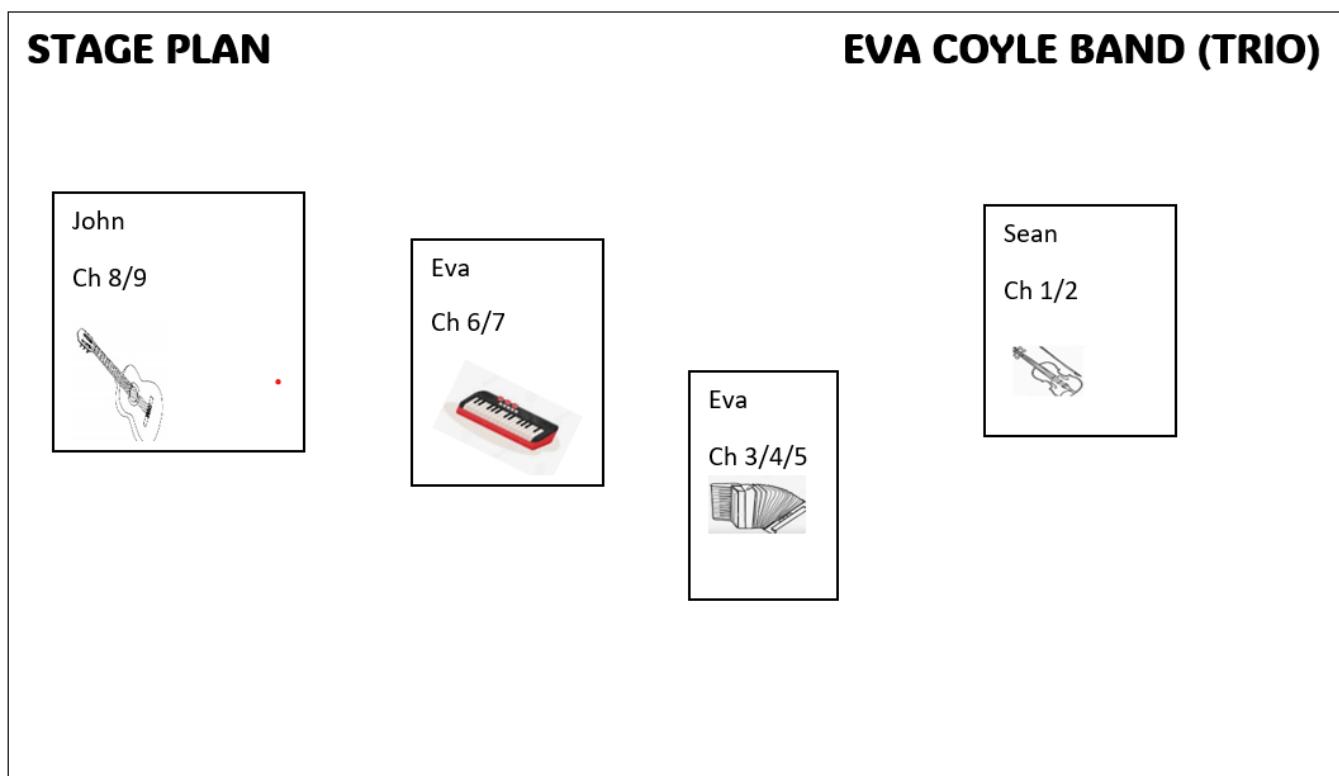 STAGE PLAN
EVA COYLE BAND (TRIO)
John
Ch 8/9
Eva
Ch 6/7
Eva
Ch 3/4/5
Sean
Ch 1/2